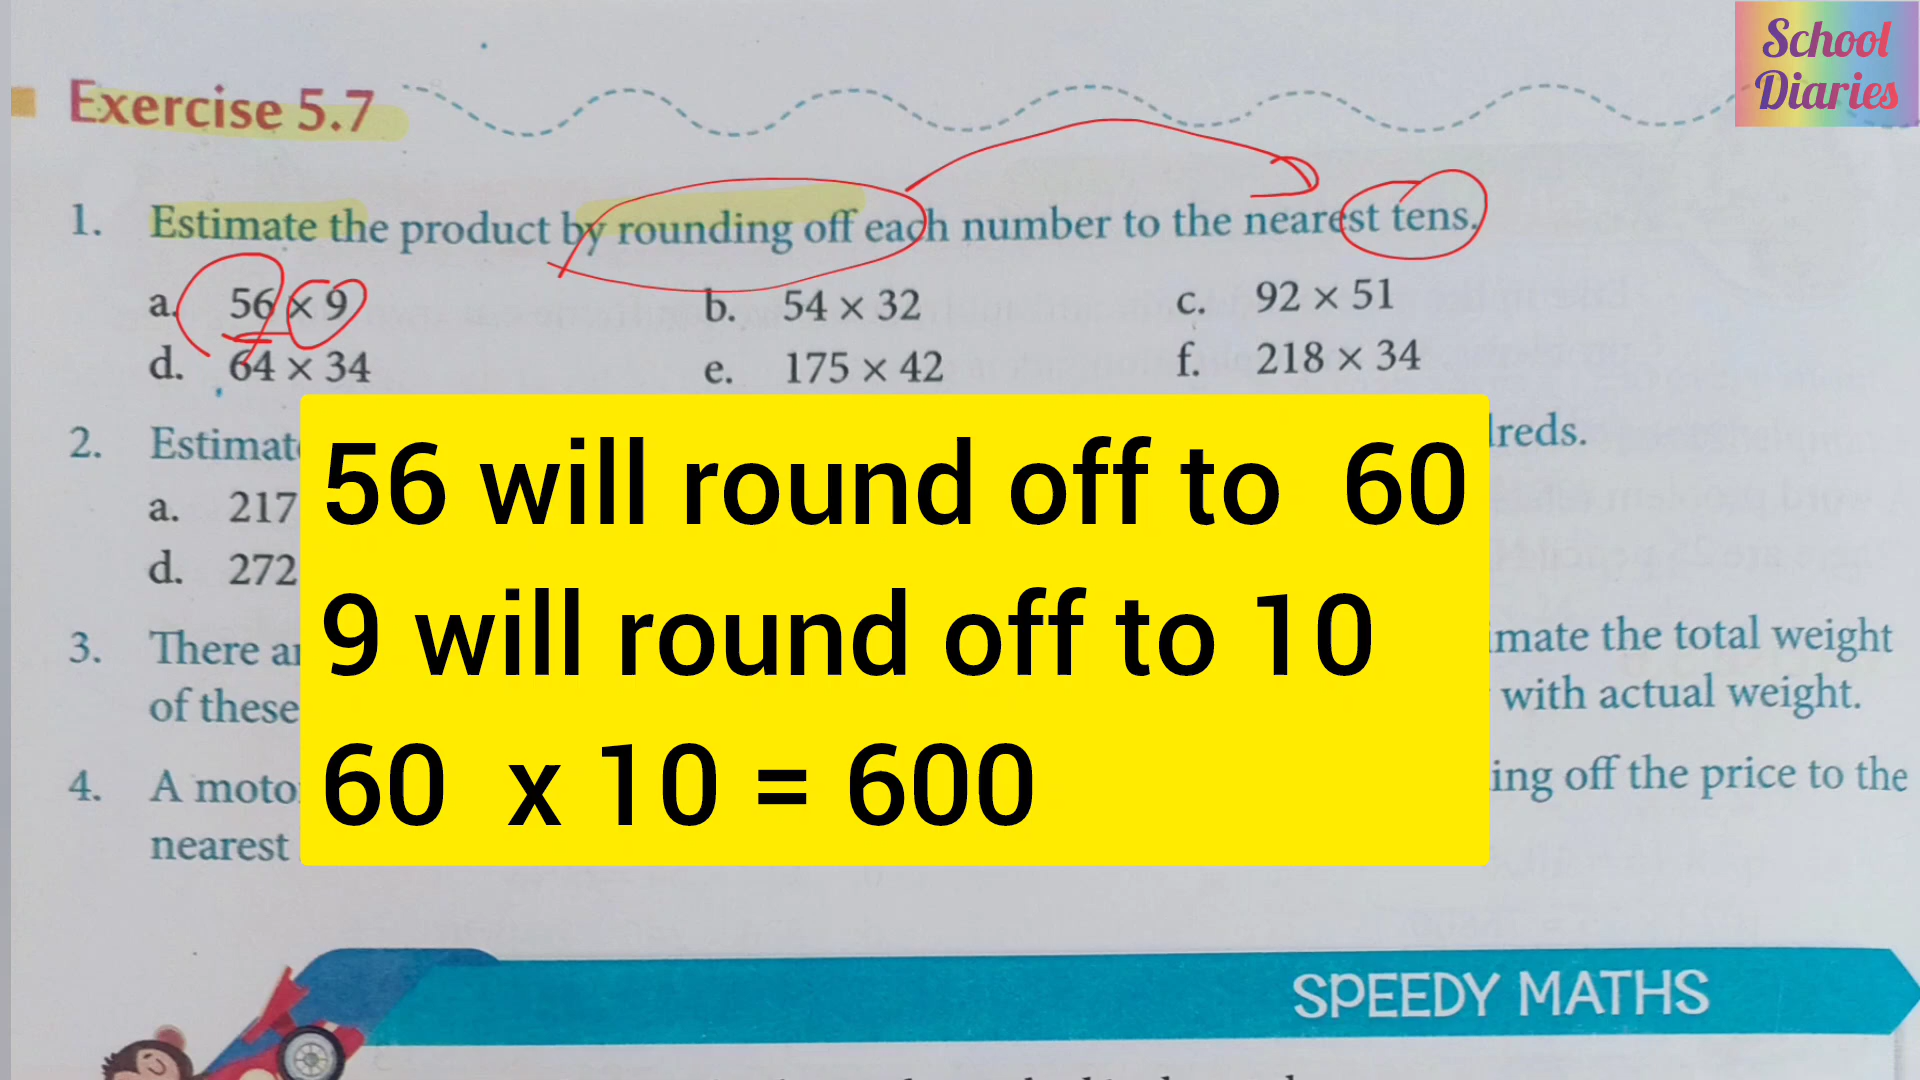 School
Diaries
Exercise 5.7
1. Estimate the product by rounding off each number to the nearest tens.
a. 56 × 9 b. 54 × 32 c. 92 × 51
d. 64 × 34 e. 175 × 42 f. 218 × 34
2. Estimat dreds.
a. 217
d. 272
3. There imate the total weight
of these with actual weight.
4. A moto ing off the price to the
nearest
56 will round off to 60
9 will round off to 10
60 x 10 = 600
SPEEDY MATHS